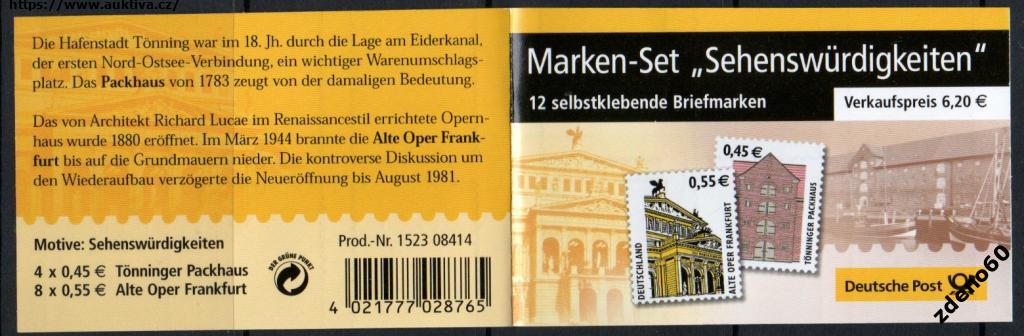 https://www.auktiva.cz/
Die Hafenstadt Tönning war im 18. Jh. durch die Lage am Eiderkanal,
der ersten Nord-Ostsee-Verbindung, ein wichtiger Warenumschlags-
platz. Das Packhaus von 1783 zeugt von der damaligen Bedeutung.
Das von Architekt Richard Lucae im Renaissancestil errichtete Opern-
haus wurde 1880 eröffnet. Im März 1944 brannte die Alte Oper Frank-
furt bis auf die Grundmauern nieder. Die kontroverse Diskussion um
den Wiederaufbau verzögerte die Neueröffnung bis August 1981.
Motive: Sehenswürdigkeiten
4 x 0,45 € Tönninger Packhaus
8 x 0,55 € Alte Oper Frankfurt
DER GRÜNE PUNKT
Prod.-Nr. 1523 08414
4 021777 028765
Marken-Set „Sehenswürdigkeiten“
12 selbstklebende Briefmarken
Verkaufspreis 6,20 €
0,55 €
DEUTSCHLAND
ALTE OPER FRANKFURT
0,45 €
TÖNNINGER PACKHAUS
Deutsche Post
zdeno60